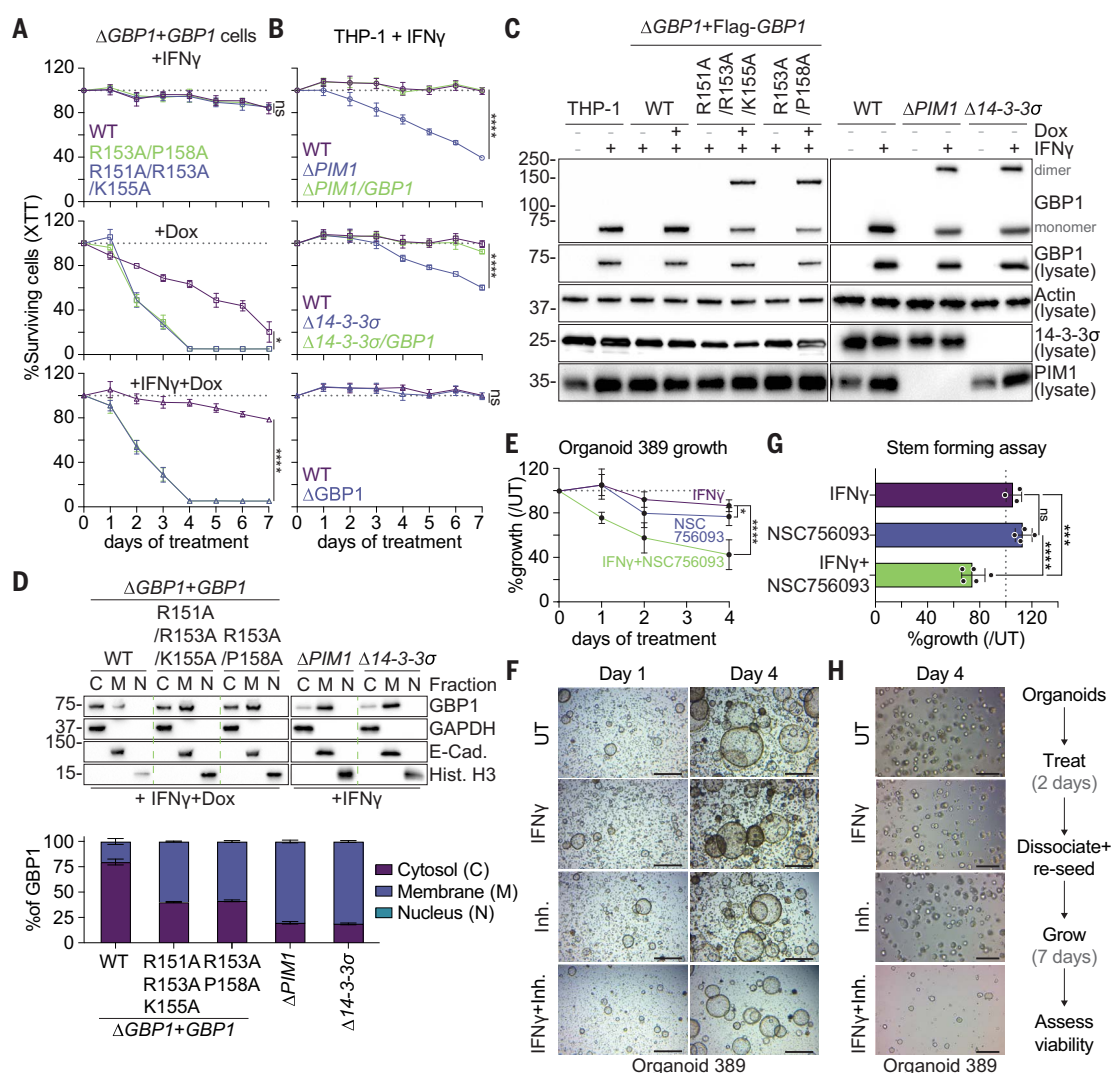 A
ΔGBP1+GBP1 cells
+IFNγ
120
80
40
0
WT
R153A/P158A
R151A/R153A
/K155A
ns
120
80
40
0
+Dox
*
120
80
40
0
+IFNγ+Dox
****
%Surviving cells (XTT)
0 1 2 3 4 5 6 7
days of treatment
B
THP-1 + IFNγ
WT
ΔPIM1
ΔPIM1/GBP1
****
WT
Δ14-3-3σ
Δ14-3-3σ/GBP1
****
WT
ΔGBP1
ns
0 1 2 3 4 5 6 7
days of treatment
C
ΔGBP1+Flag-GBP1
THP-1
WT
R151A
/R153A
/K155A
R153A
/P158A
WT
ΔPIM1
Δ14-3-3σ
- - - + - + - + - - - - - - Dox
- + + + + + + + - + - + - + IFNγ
250
150
100
75
dimer
GBP1
monomer
75-
GBP1
(lysate)
37-
Actin
(lysate)
25-
14-3-3σ
(lysate)
35-
PIM1
(lysate)
D
ΔGBP1+GBP1
WT
R151A
/R153A
/K155A
R153A
/P158A
ΔPIM1
Δ14-3-3σ
C M N C M N C M N C M N C M N Fraction
75- GBP1
37- GAPDH
150
E-Cad.
15- Hist. H3
+ IFNγ+Dox
+IFNγ
%of GBP1
100
75
50
25
0
Cytosol (C)
Membrane (M)
Nucleus (N)
WT
R151A
R153A
K155A
R153A
P158A
ΔPIM1
Δ14-3-3σ
ΔGBP1+GBP1
E
Organoid 389 growth
%growth (/UT)
120
80
40
0
IFNγ
NSC
756093
IFNγ+NSC756093
*
****
0 1 2 3 4
days of treatment
G
Stem forming assay
IFNγ
NSC756093
IFNγ+
NSC756093
ns
****
***
0 40 80 120
%growth (/UT)
F
Day 1
Day 4
UT
IFNγ
Inh.
IFNγ+Inh.
Organoid 389
H
Day 4
UT
IFNγ
Inh.
IFNγ+Inh.
Organoid 389
Organoids
Treat
(2 days)
Dissociate+
re-seed
Grow
(7 days)
Assess
viability